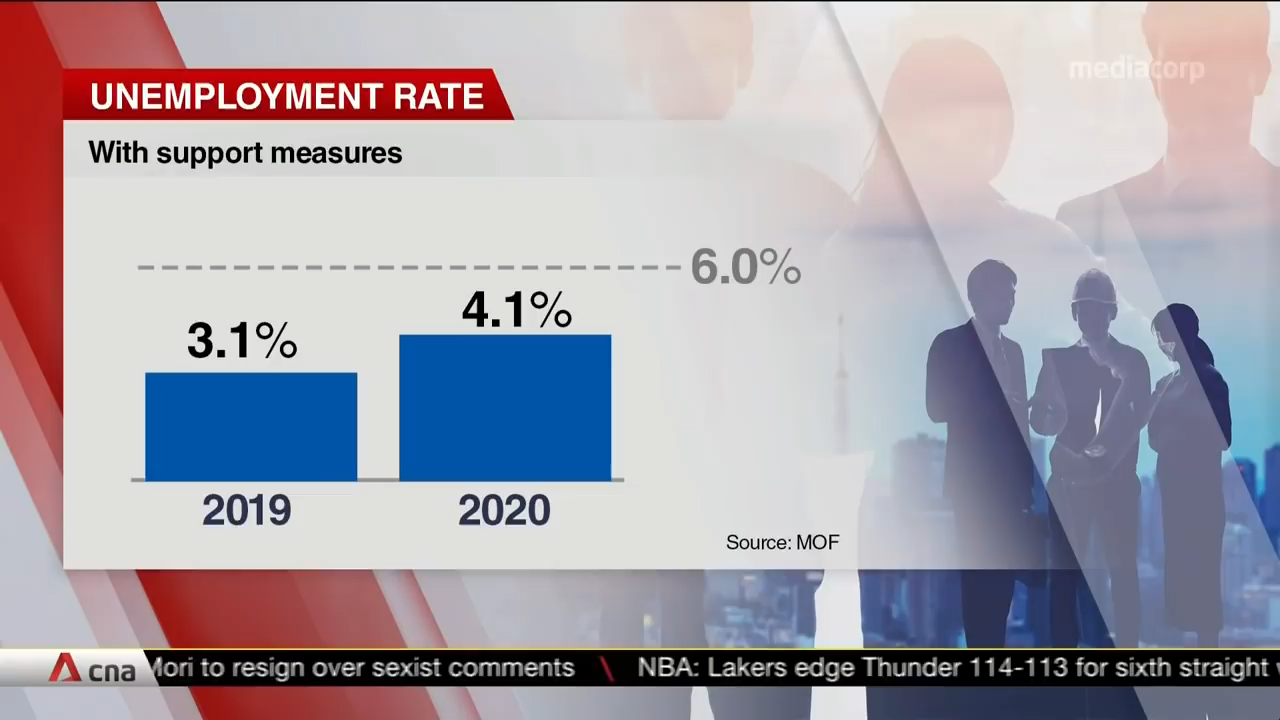 mediacorp
UNEMPLOYMENT RATE
With support measures
6.0%
4.1%
3.1%
2019
2020
Source: MOF
cna
Mori to resign over sexist comments \ NBA: Lakers edge Thunder 114-113 for sixth straight